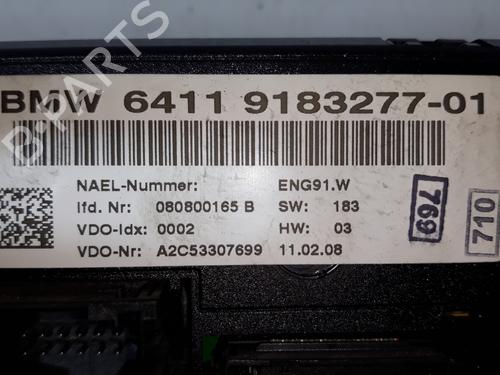 BMW 6411 9183277-01
NAEL-Nummer: ENG91.W
lfd. Nr: 080800165 B SW: 183
VDO-Idx: 0002 HW: 03
VDO-Nr: A2C53307699 11.02.08
769
710